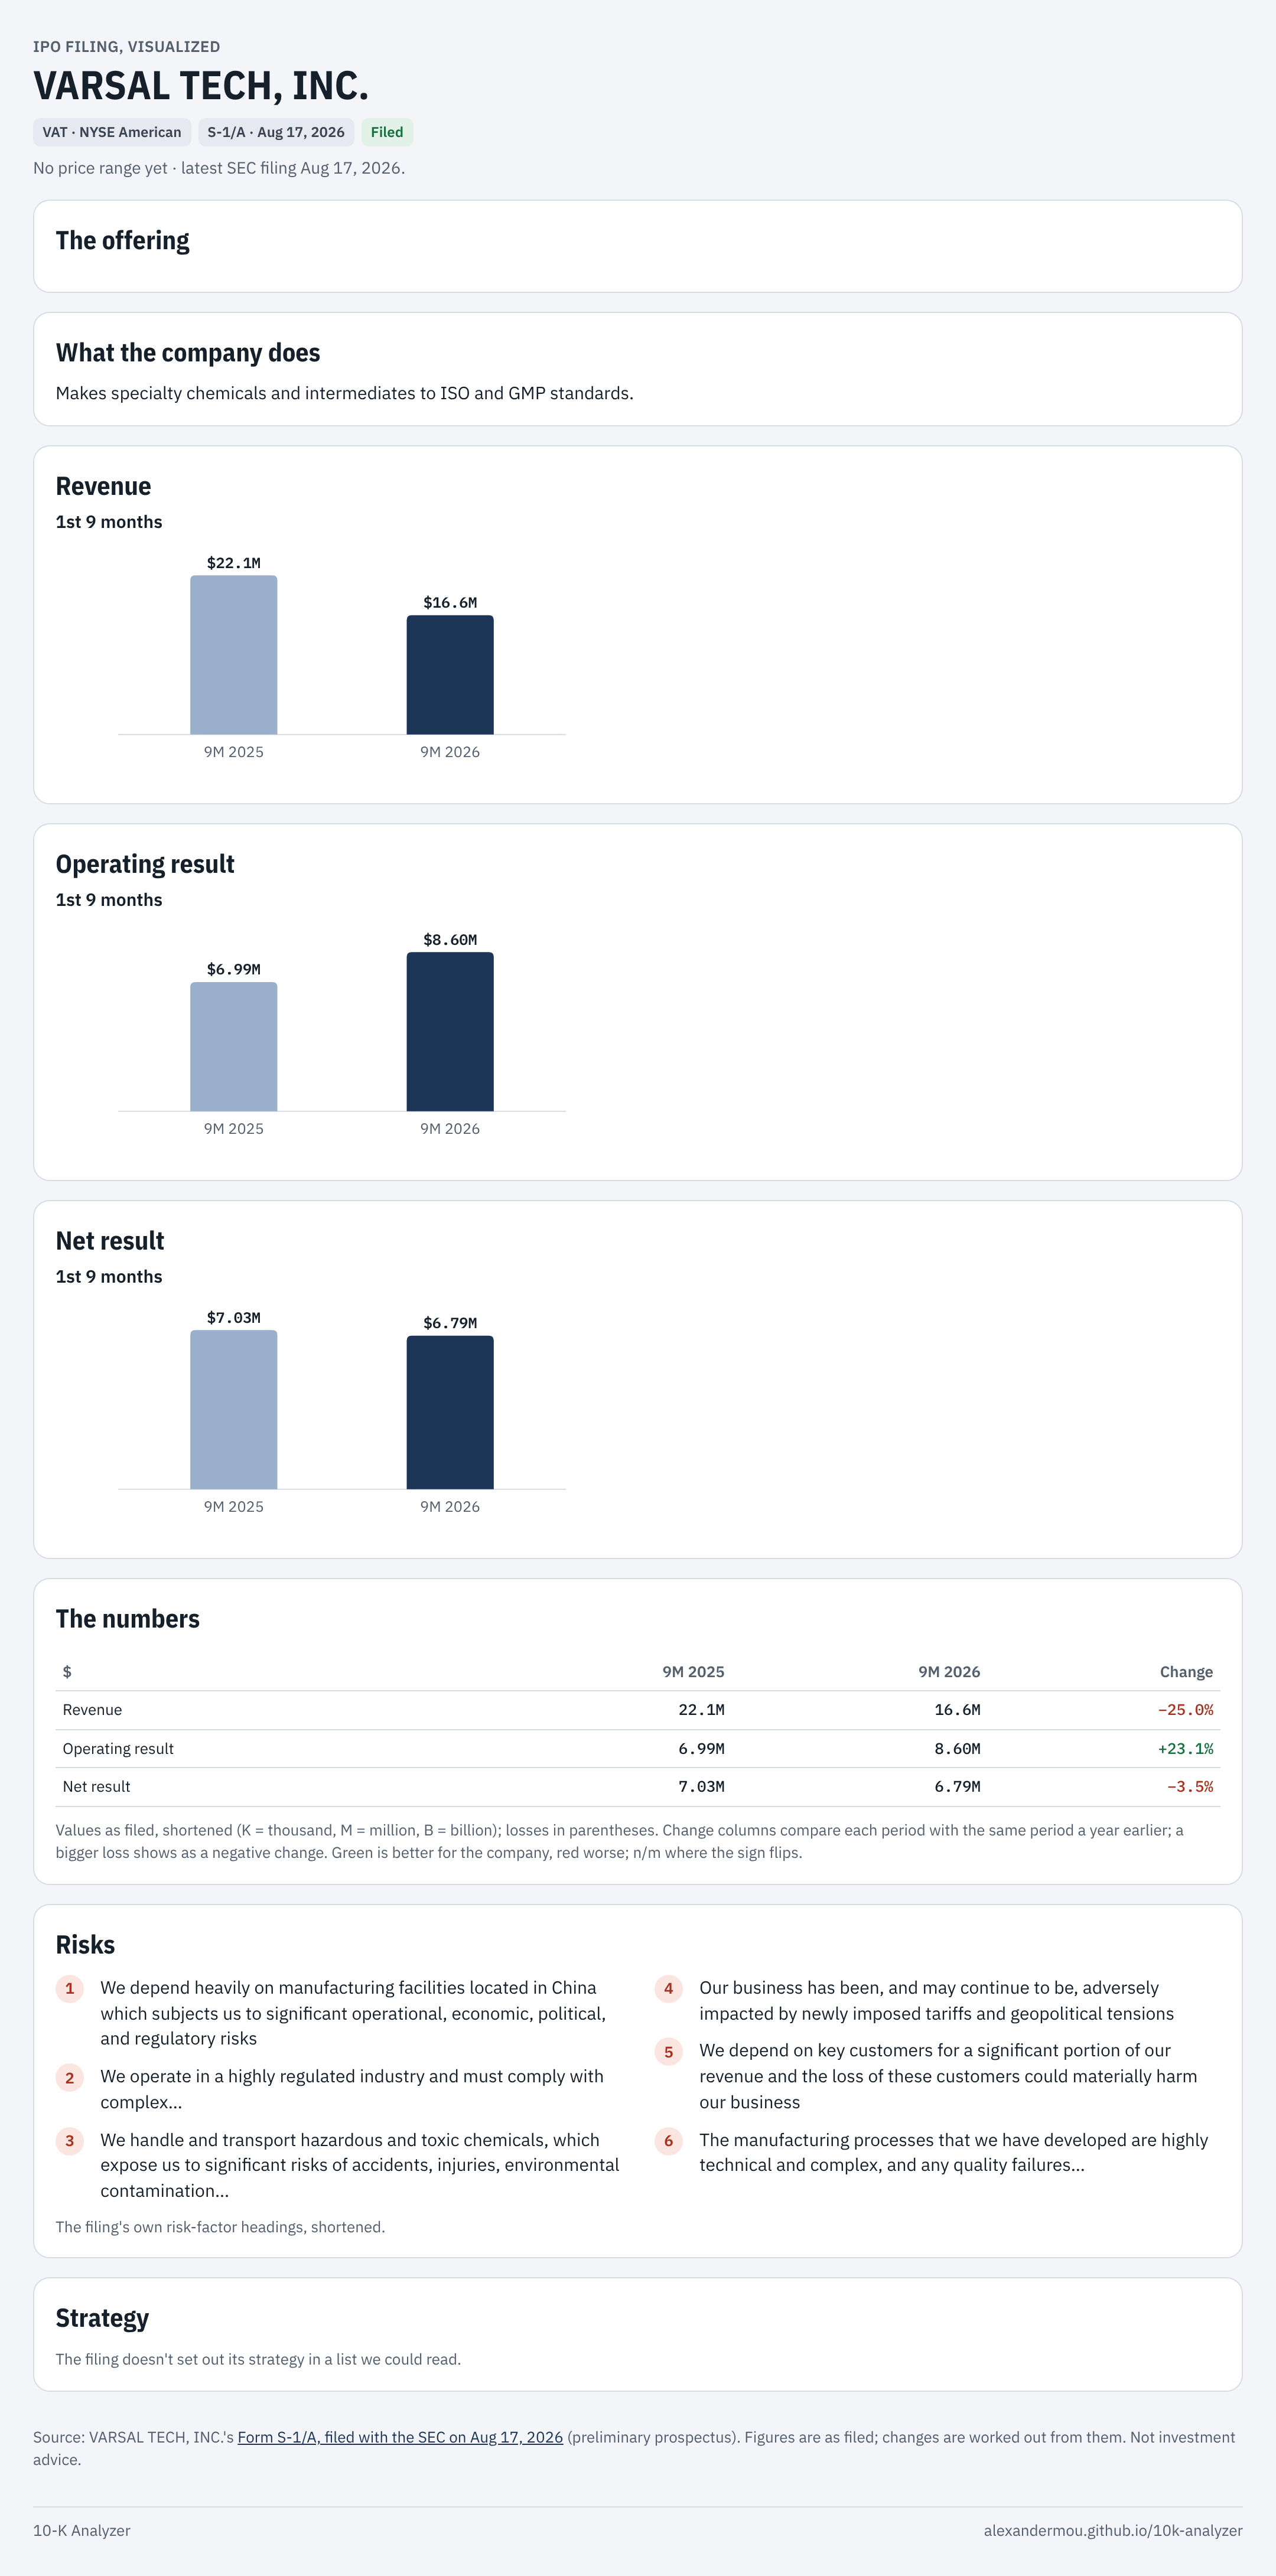 IPO FILING, VISUALIZED
VARSAL TECH, INC.
VAT · NYSE American
S-1/A · Aug 17, 2026
Filed
No price range yet · latest SEC filing Aug 17, 2026.
The offering
What the company does
Makes specialty chemicals and intermediates to ISO and GMP standards.
Revenue
1st 9 months
$22.1M
$16.6M
9M 2025
9M 2026
Operating result
1st 9 months
$6.99M
$8.60M
9M 2025
9M 2026
Net result
1st 9 months
$7.03M
$6.79M
9M 2025
9M 2026
The numbers
$ 9M 2025 9M 2026 Change
Revenue 22.1M 16.6M −25.0%
Operating result 6.99M 8.60M +23.1%
Net result 7.03M 6.79M −3.5%
Values as filed, shortened (K = thousand, M = million, B = billion); losses in parentheses. Change columns compare each period with the same period a year earlier; a
bigger loss shows as a negative change. Green is better for the company, red worse; n/m where the sign flips.
Risks
1 We depend heavily on manufacturing facilities located in China
which subjects us to significant operational, economic, political,
and regulatory risks
2 We operate in a highly regulated industry and must comply with
complex…
3 We handle and transport hazardous and toxic chemicals, which
expose us to significant risks of accidents, injuries, environmental
contamination…
4 Our business has been, and may continue to be, adversely
impacted by newly imposed tariffs and geopolitical tensions
5 We depend on key customers for a significant portion of our
revenue and the loss of these customers could materially harm
our business
6 The manufacturing processes that we have developed are highly
technical and complex, and any quality failures…
The filing's own risk-factor headings, shortened.
Strategy
The filing doesn't set out its strategy in a list we could read.
Source: VARSAL TECH, INC.'s Form S-1/A, filed with the SEC on Aug 17, 2026 (preliminary prospectus). Figures are as filed; changes are worked out from them. Not investment
advice.
10-K Analyzer
alexandermou.github.io/10k-analyzer